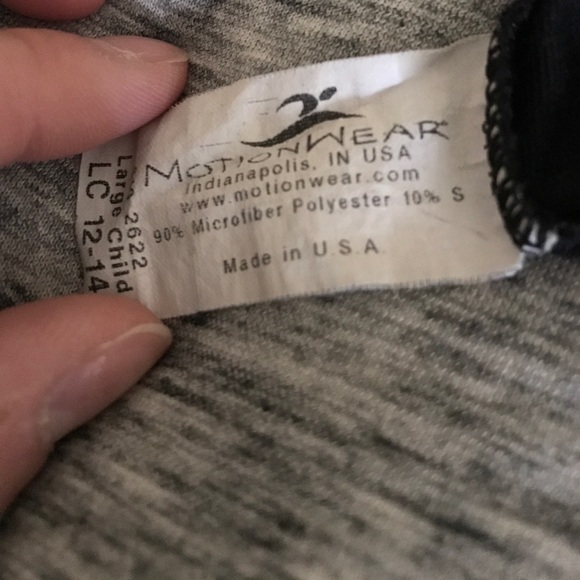 MOTIONWEAR
Indianapolis, IN USA
www.motionwear.com
90% Microfiber Polyester 10% S
Made in U.S.A.
2622
Large Child
LC 12-14